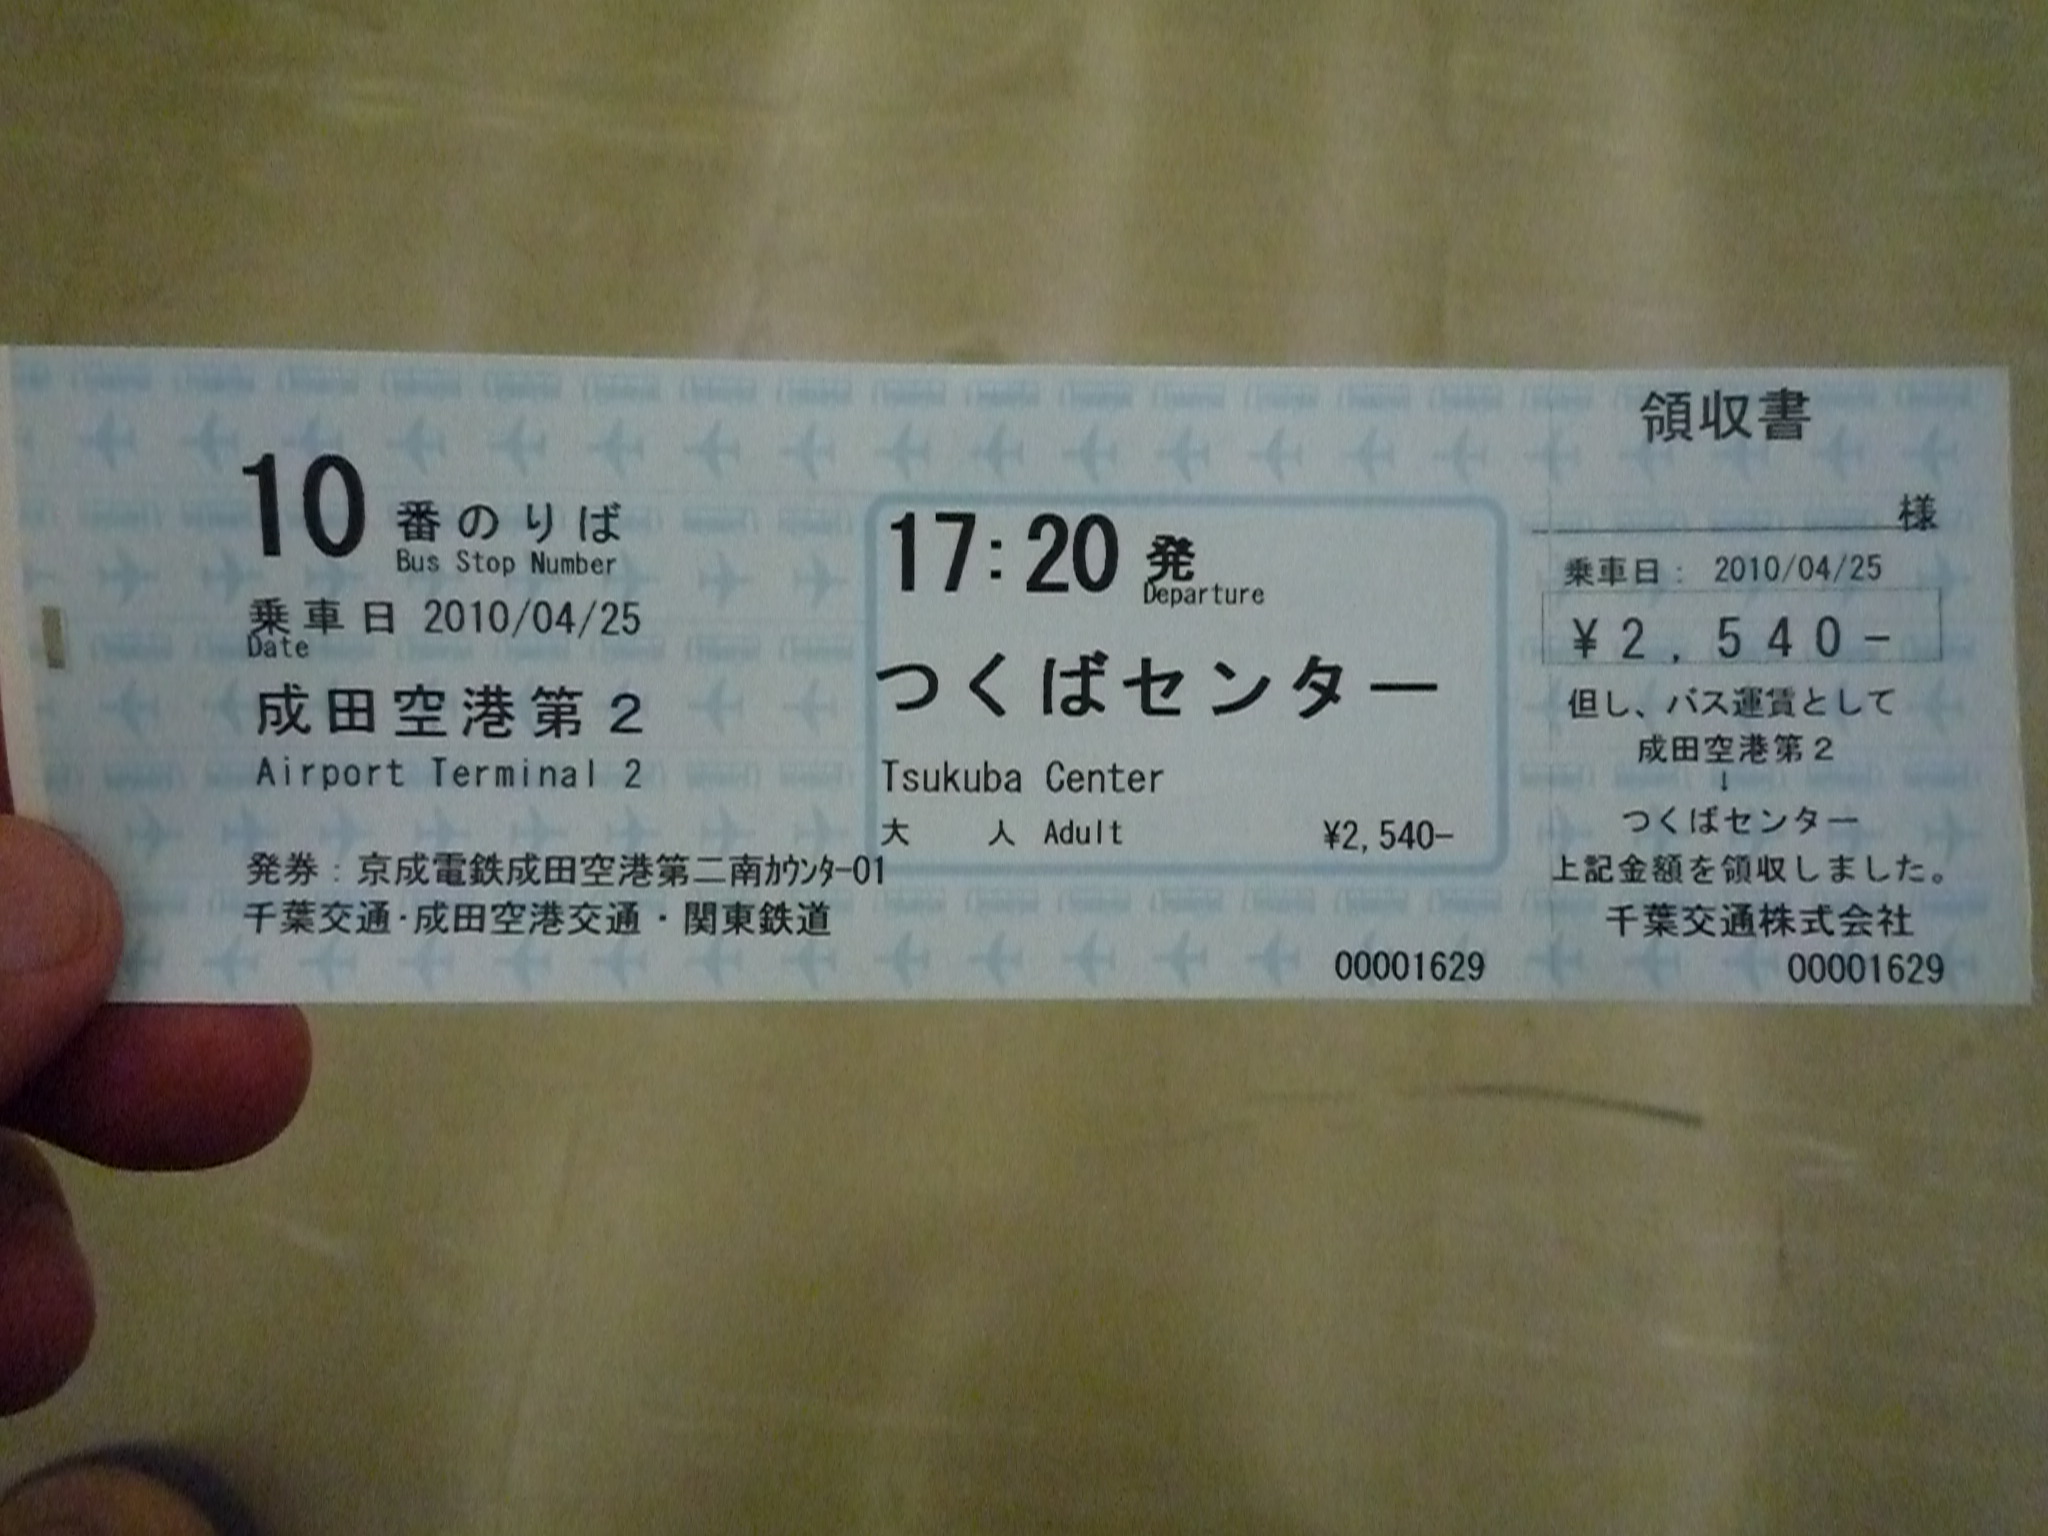 10 番のりば
Bus Stop Number
乗車日 2010/04/25
Date
成田空港第2
Airport Terminal 2
発券:京成電鉄成田空港第二南ｶｳﾝﾀｰ01
千葉交通・成田空港交通・関東鉄道
17:20 発
Departure
つくばセンター
Tsukuba Center
大人 Adult ¥2,540-
00001629
領収書
様
乗車日: 2010/04/25
¥2,540-
但し、バス運賃として
成田空港第2
↓
つくばセンター
上記金額を領収しました。
千葉交通株式会社
00001629